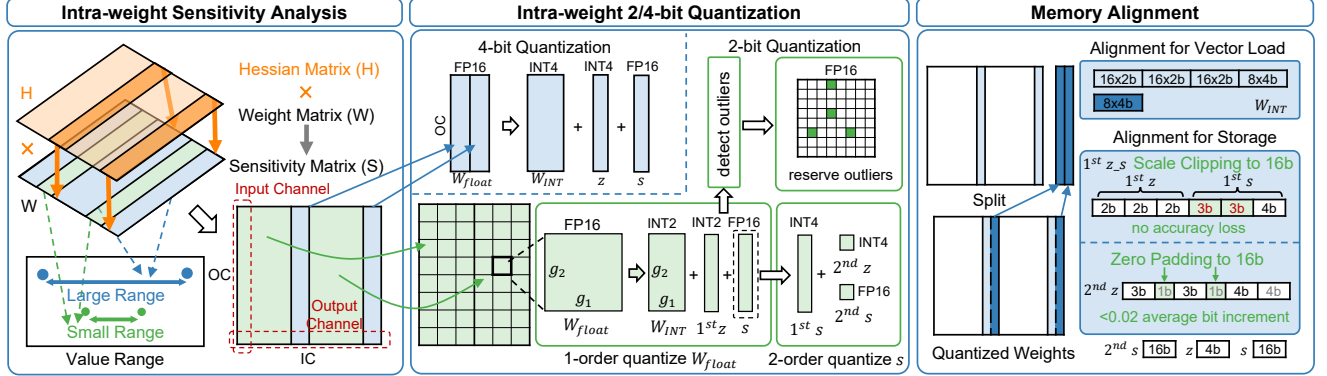 Intra-weight Sensitivity Analysis
H
×
W
Hessian Matrix (H)
×
Weight Matrix (W)
Sensitivity Matrix (S)
Input Channel
Output
Channel
OC
IC
Large Range
Small Range
Value Range
Intra-weight 2/4-bit Quantization
4-bit Quantization
FP16 INT4 INT4 FP16
OC
+ +
W_float W_INT z s
2-bit Quantization
detect outliers
FP16
reserve outliers
FP16 INT2 INT2 FP16
g₂ g₂
g₁ g₁
+ +
W_float W_INT 1ˢᵗ z s
1-order quantize W_float
INT4
+
INT4
2ⁿᵈ z
FP16
2ⁿᵈ s
1ˢᵗ s
2-order quantize s
Memory Alignment
Split
Quantized Weights
Alignment for Vector Load
16x2b 16x2b 16x2b 8x4b
8x4b
W_INT
Alignment for Storage
1ˢᵗ z_s Scale Clipping to 16b
1ˢᵗ z 1ˢᵗ s
2b 2b 2b 3b 3b 4b
no accuracy loss
Zero Padding to 16b
2ⁿᵈ z 3b 1b 3b 1b 4b 4b
<0.02 average bit increment
2ⁿᵈ s 16b z 4b s 16b